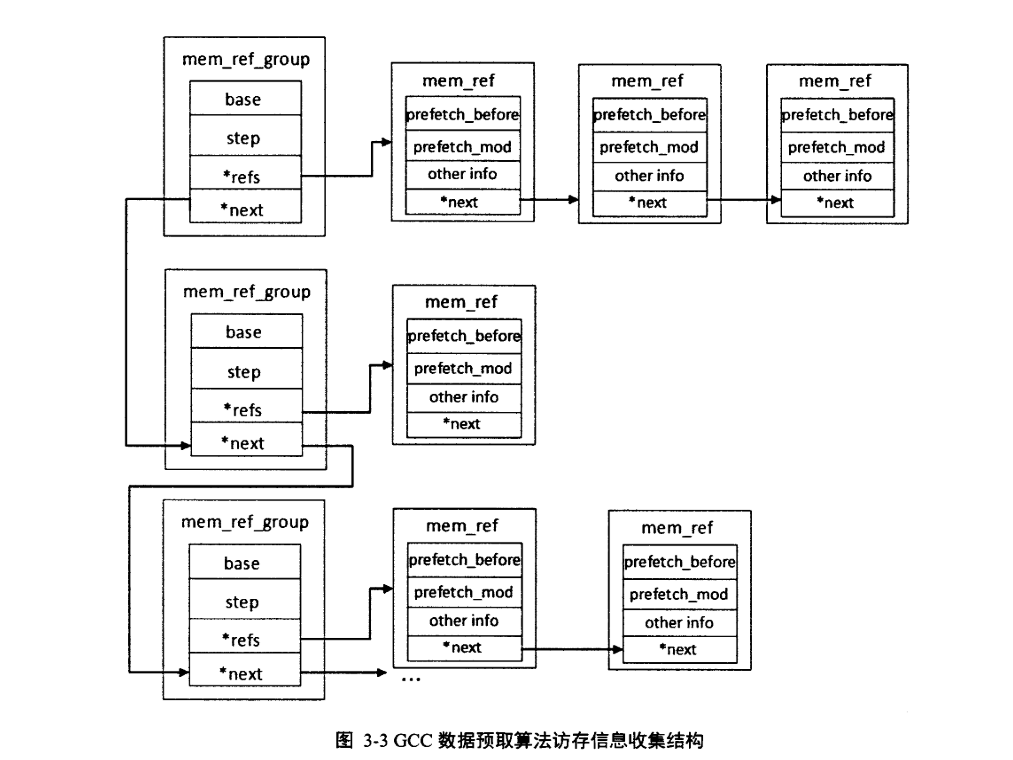 mem_ref_group
base
step
*refs
*next
mem_ref
prefetch_before
prefetch_mod
other info
*next
mem_ref
prefetch_before
prefetch_mod
other info
*next
mem_ref
prefetch_before
prefetch_mod
other info
*next
mem_ref_group
base
step
*refs
*next
mem_ref
prefetch_before
prefetch_mod
other info
*next
mem_ref_group
base
step
*refs
*next
mem_ref
prefetch_before
prefetch_mod
other info
*next
mem_ref
prefetch_before
prefetch_mod
other info
*next
...
图 3-3 GCC 数据预取算法访存信息收集结构